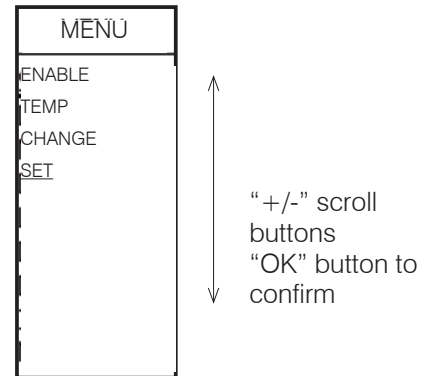 MENU
ENABLE
TEMP
CHANGE
SET
“+/-” scroll
buttons
“OK” button to
confirm